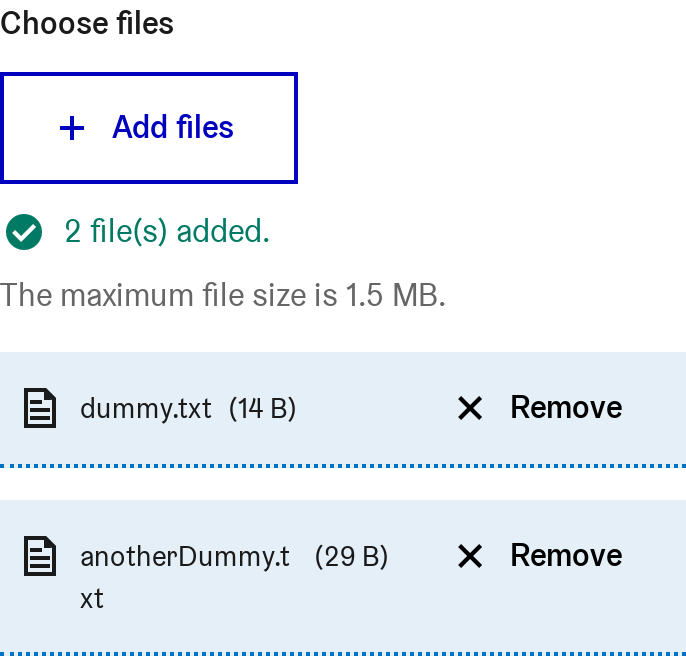 Choose files
+ Add files
2 file(s) added.
The maximum file size is 1.5 MB.
dummy.txt (14 B) Remove
anotherDummy.t (29 B) Remove
xt